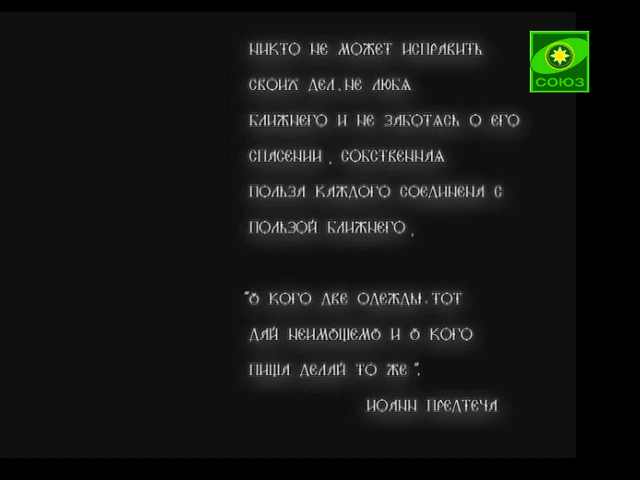 НИКТО НЕ МОЖЕТ ИСПРАВИТЬ
СВОИХ ДЕЛ, НЕ ЛЮБЯ
БЛИЖНЕГО И НЕ ЗАБОТЯСЬ О ЕГО
СПАСЕНИИ, СОБСТВЕННАЯ
ПОЛЬЗА КАЖДОГО СОЕДИНЕНА С
ПОЛЬЗОЙ БЛИЖНЕГО,
"У КОГО ДВЕ ОДЕЖДЫ, ТОТ
ДАЙ НЕИМУЩЕМУ И У КОГО
ПИЩА ДЕЛАЙ ТО ЖЕ",
ИОАНН ПРЕДТЕЧА
СОЮЗ